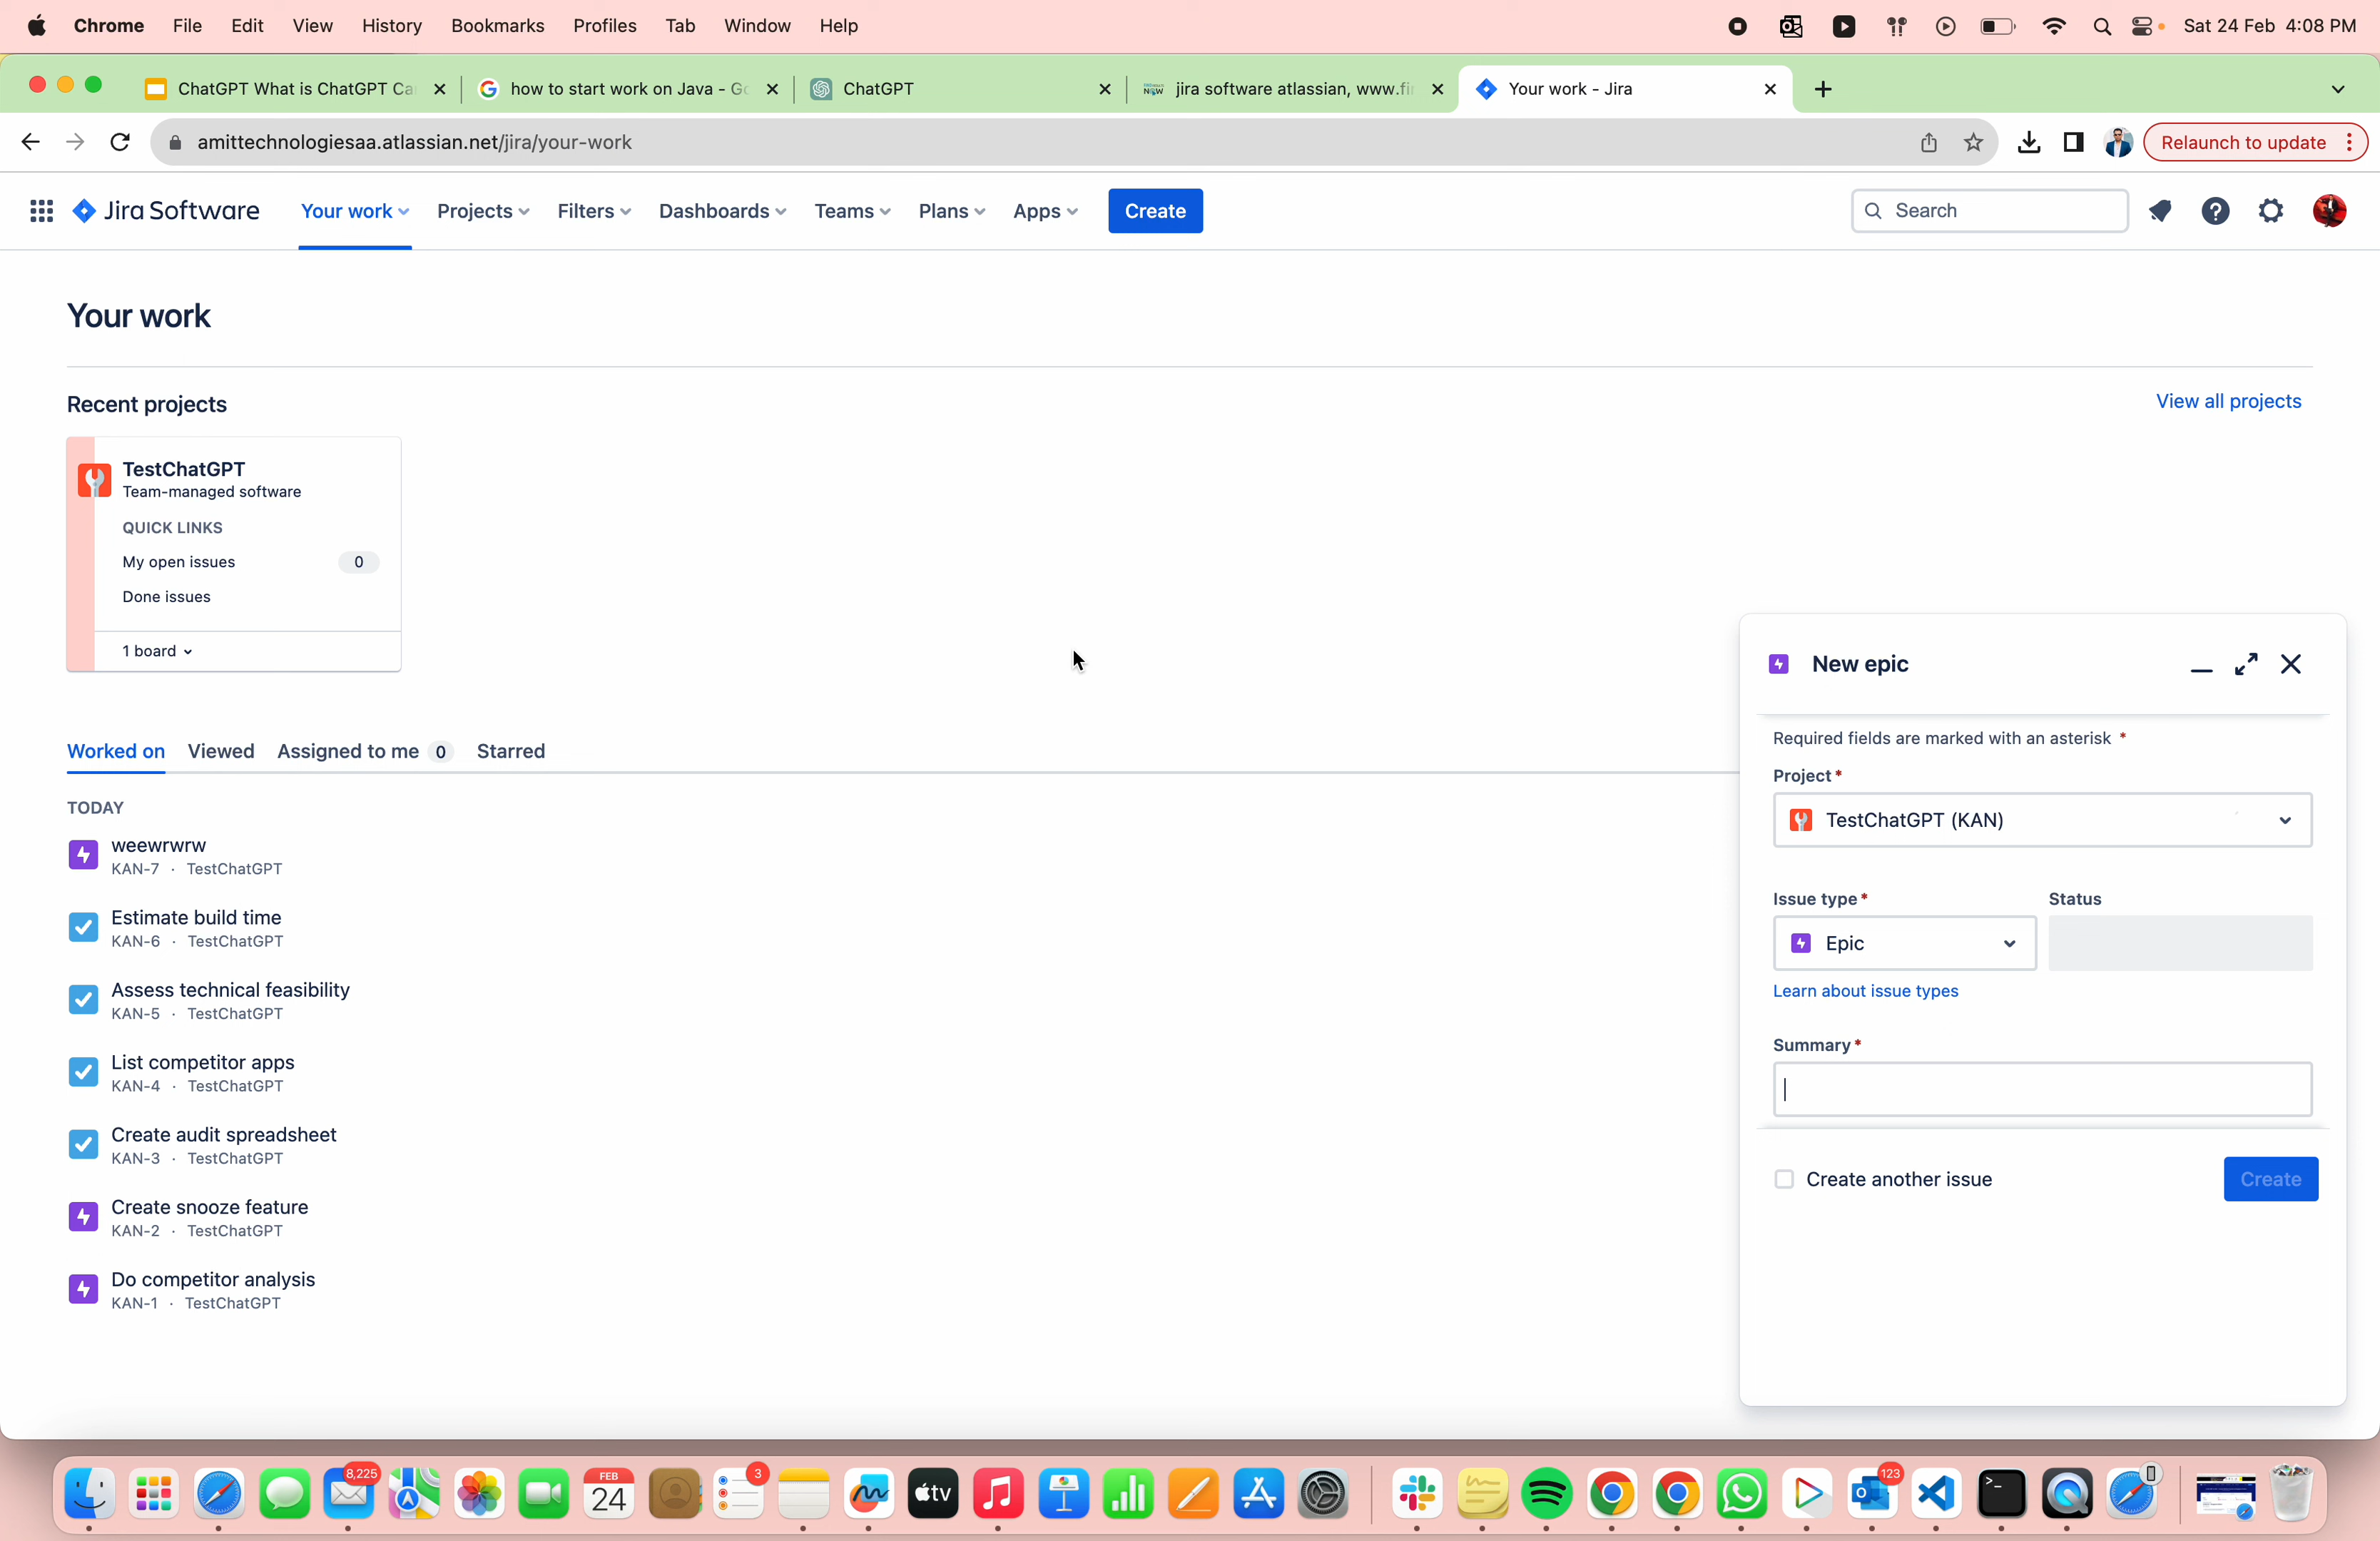 Chrome File Edit View History Bookmarks Profiles Tab Window Help Sat 24 Feb 4:08 PM
ChatGPT What is ChatGPT Ca how to start work on Java - Go ChatGPT jira software atlassian, www.fi Your work - Jira
amittechnologiesaa.atlassian.net/jira/your-work Relaunch to update
Jira Software Your work Projects Filters Dashboards Teams Plans Apps Create Search
Your work
Recent projects View all projects
TestChatGPT
Team-managed software
QUICK LINKS
My open issues 0
Done issues
1 board
Worked on Viewed Assigned to me 0 Starred
TODAY
weewrwrw
KAN-7 · TestChatGPT
Estimate build time
KAN-6 · TestChatGPT
Assess technical feasibility
KAN-5 · TestChatGPT
List competitor apps
KAN-4 · TestChatGPT
Create audit spreadsheet
KAN-3 · TestChatGPT
Create snooze feature
KAN-2 · TestChatGPT
Do competitor analysis
KAN-1 · TestChatGPT
New epic
Required fields are marked with an asterisk *
Project *
TestChatGPT (KAN)
Issue type * Status
Epic
Learn about issue types
Summary *
Create another issue Create
8,225
FEB
24
3
tv
123